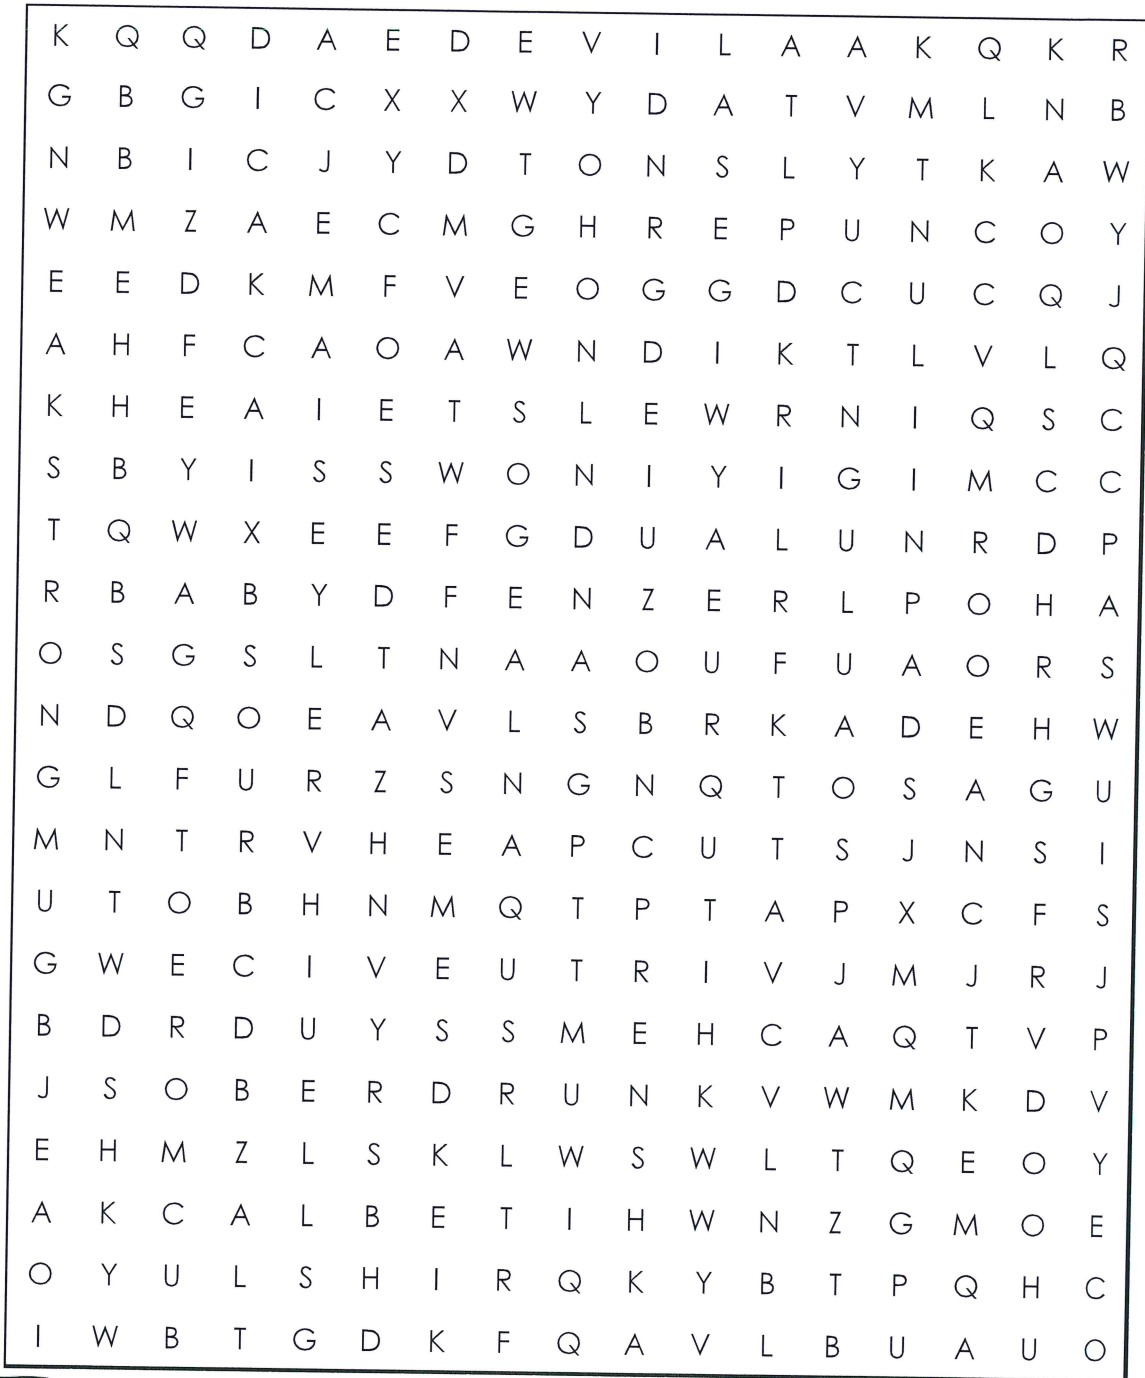 K Q Q D A E D E V I L A A K Q K R
G B G I C X X W Y D A T V M L N B
N B I C J Y D T O N S L Y T K A W
W M Z A E C M G H R E P U N C O Y
E E D K M F V E O G G D C U C Q J
A H F C A O A W N D I K T L V L Q
K H E A I E T S L E W R N I Q S C
S B Y I S S W O N I Y I G I M C C
T Q W X E E F G D U A L U N R D P
R B A B Y D F E N Z E R L P O H A
O S G S L T N A A O U F U A O R S
N D Q O E A V L S B R K A D E H W
G L F U R Z S N G N Q T O S A G U
M N T R V H E A P C U T S J N S I
U T O B H N M Q T P T A P X C F S
G W E C I V E U T R I V J M J R J
B D R D U Y S S M E H C A Q T V P
J S O B E R D R U N K V W M K D V
E H M Z L S K L W S W L T Q E O Y
A K C A L B E T I H W N Z G M O E
O Y U L S H I R Q K Y B T P Q H C
I W B T G D K F Q A V L B U A U O